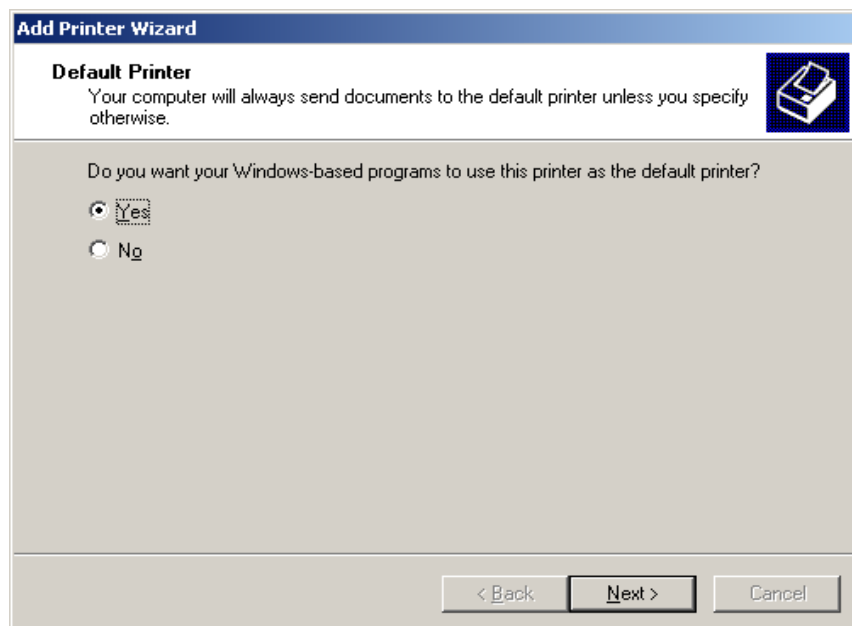 Add Printer Wizard
Default Printer
Your computer will always send documents to the default printer unless you specify
otherwise.
Do you want your Windows-based programs to use this printer as the default printer?
Yes
No
< Back
Next >
Cancel